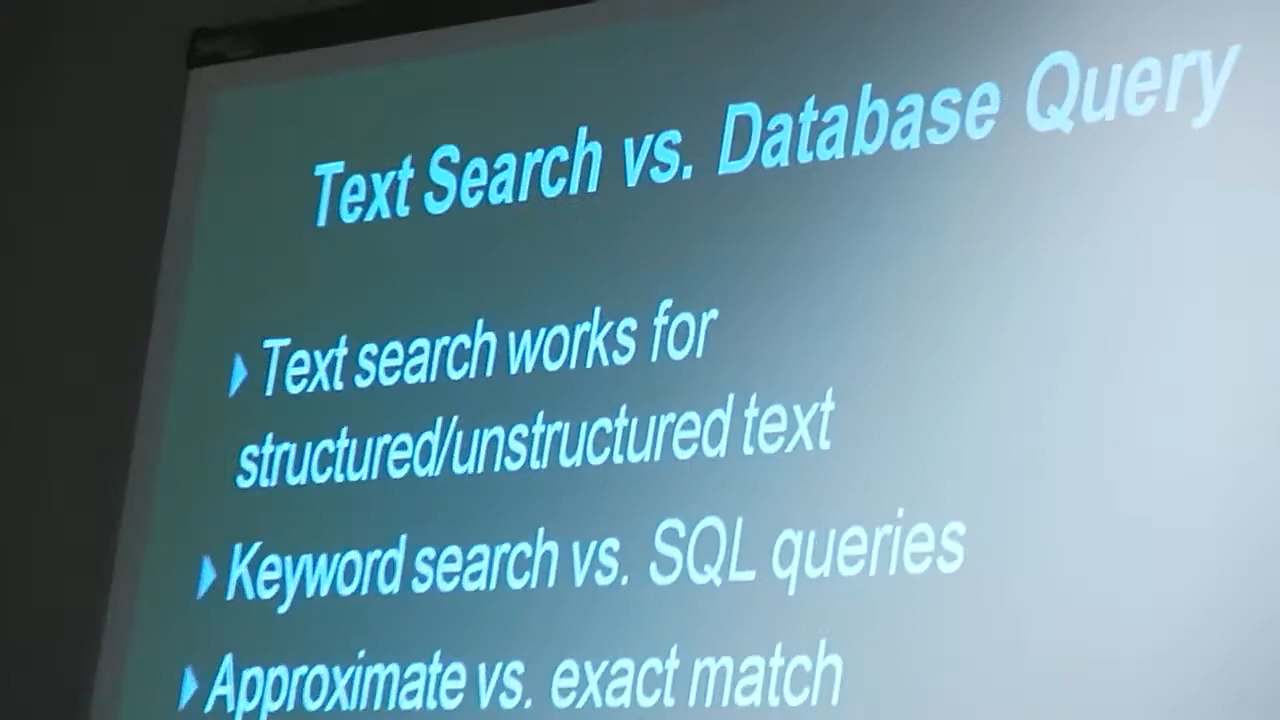 Text Search vs. Database Query
Text search works for
structured/unstructured text
Keyword search vs. SQL queries
Approximate vs. exact match